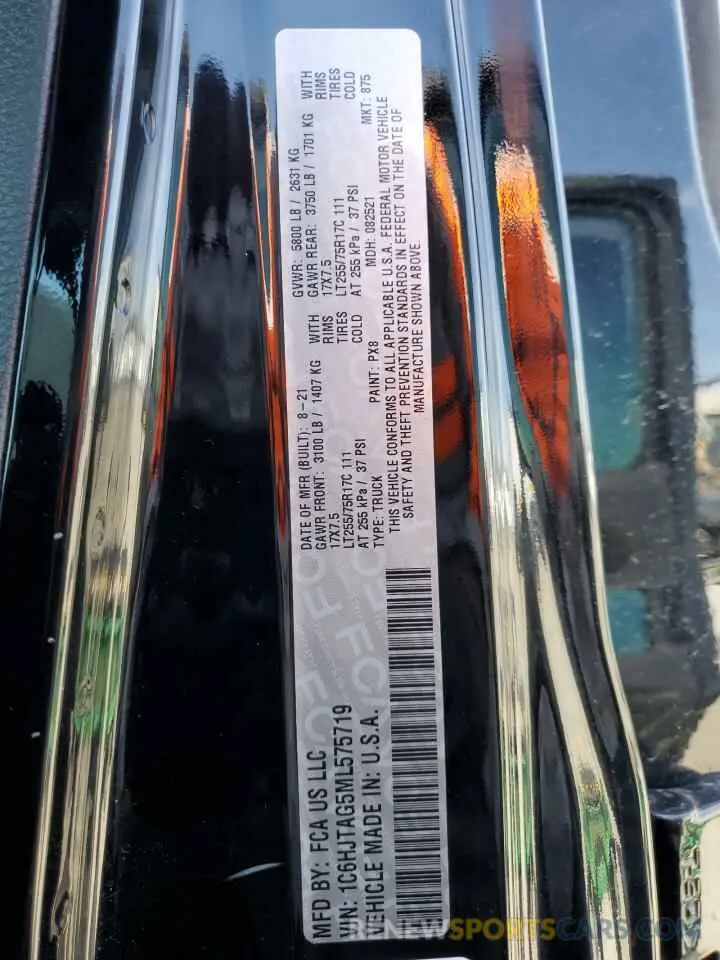 MFD BY: FCA US LLC
VIN: 1C6HJTAG5ML575719
VEHICLE MADE IN: U.S.A.
DATE OF MFR (BUILT): 8-21 GVWR: 5800 LB / 2631 KG
GAWR FRONT: 3100 LB / 1407 KG WITH GAWR REAR: 3750 LB / 1701 KG WITH
17X7.5 RIMS 17X7.5 RIMS
LT255/75R17C 111 TIRES LT255/75R17C 111 TIRES
AT 255 kPa / 37 PSI COLD AT 255 kPa / 37 PSI COLD
TYPE: TRUCK PAINT: PX8 MDH: 082521 MKT: 875
THIS VEHICLE CONFORMS TO ALL APPLICABLE U.S.A. FEDERAL MOTOR VEHICLE
SAFETY AND THEFT PREVENTION STANDARDS IN EFFECT ON THE DATE OF
MANUFACTURE SHOWN ABOVE.
RENEWSPORTSCARS.COM